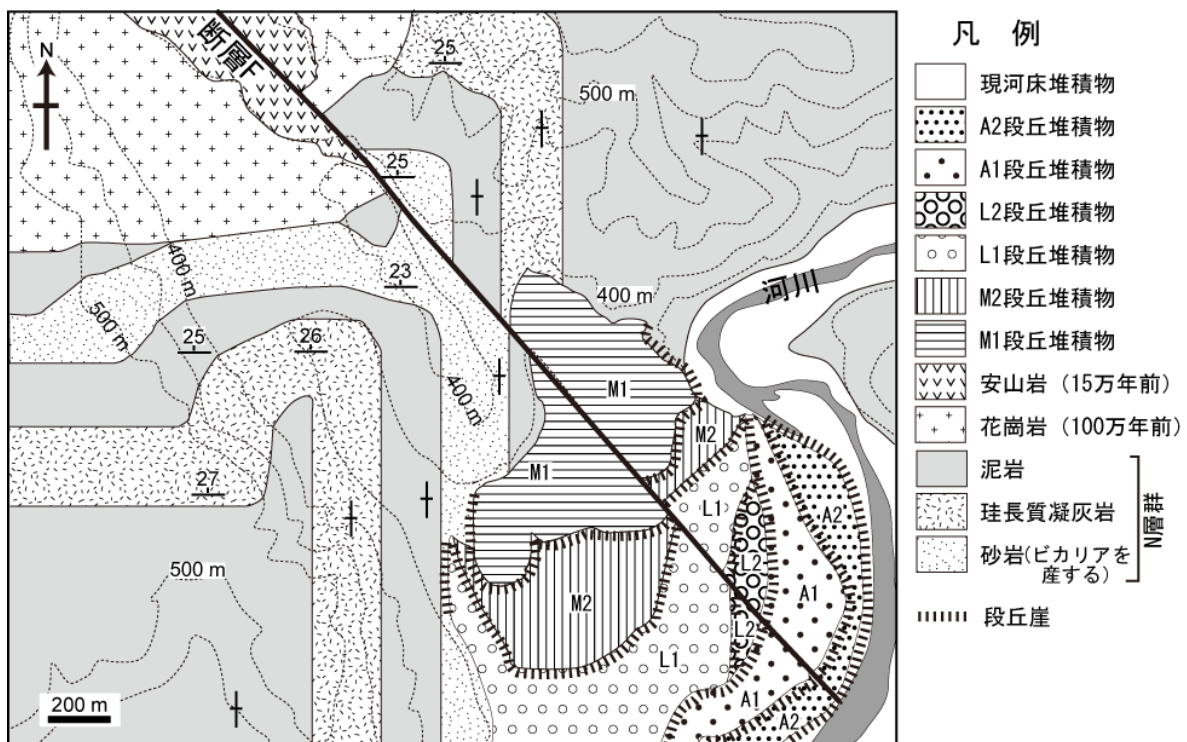 N
断層F
25
500 m
25
400 m
500 m
23
25
26
400 m
400 m
河川
M1
M2
M1
27
L1
A2
L2
500 m
M2
A1
L2
L1
A1
A2
200 m
凡 例
現河床堆積物
A2段丘堆積物
A1段丘堆積物
L2段丘堆積物
L1段丘堆積物
M2段丘堆積物
M1段丘堆積物
安山岩（15万年前）
花崗岩（100万年前）
泥岩
珪長質凝灰岩
砂岩(ビカリアを
産する)
N層群
段丘崖